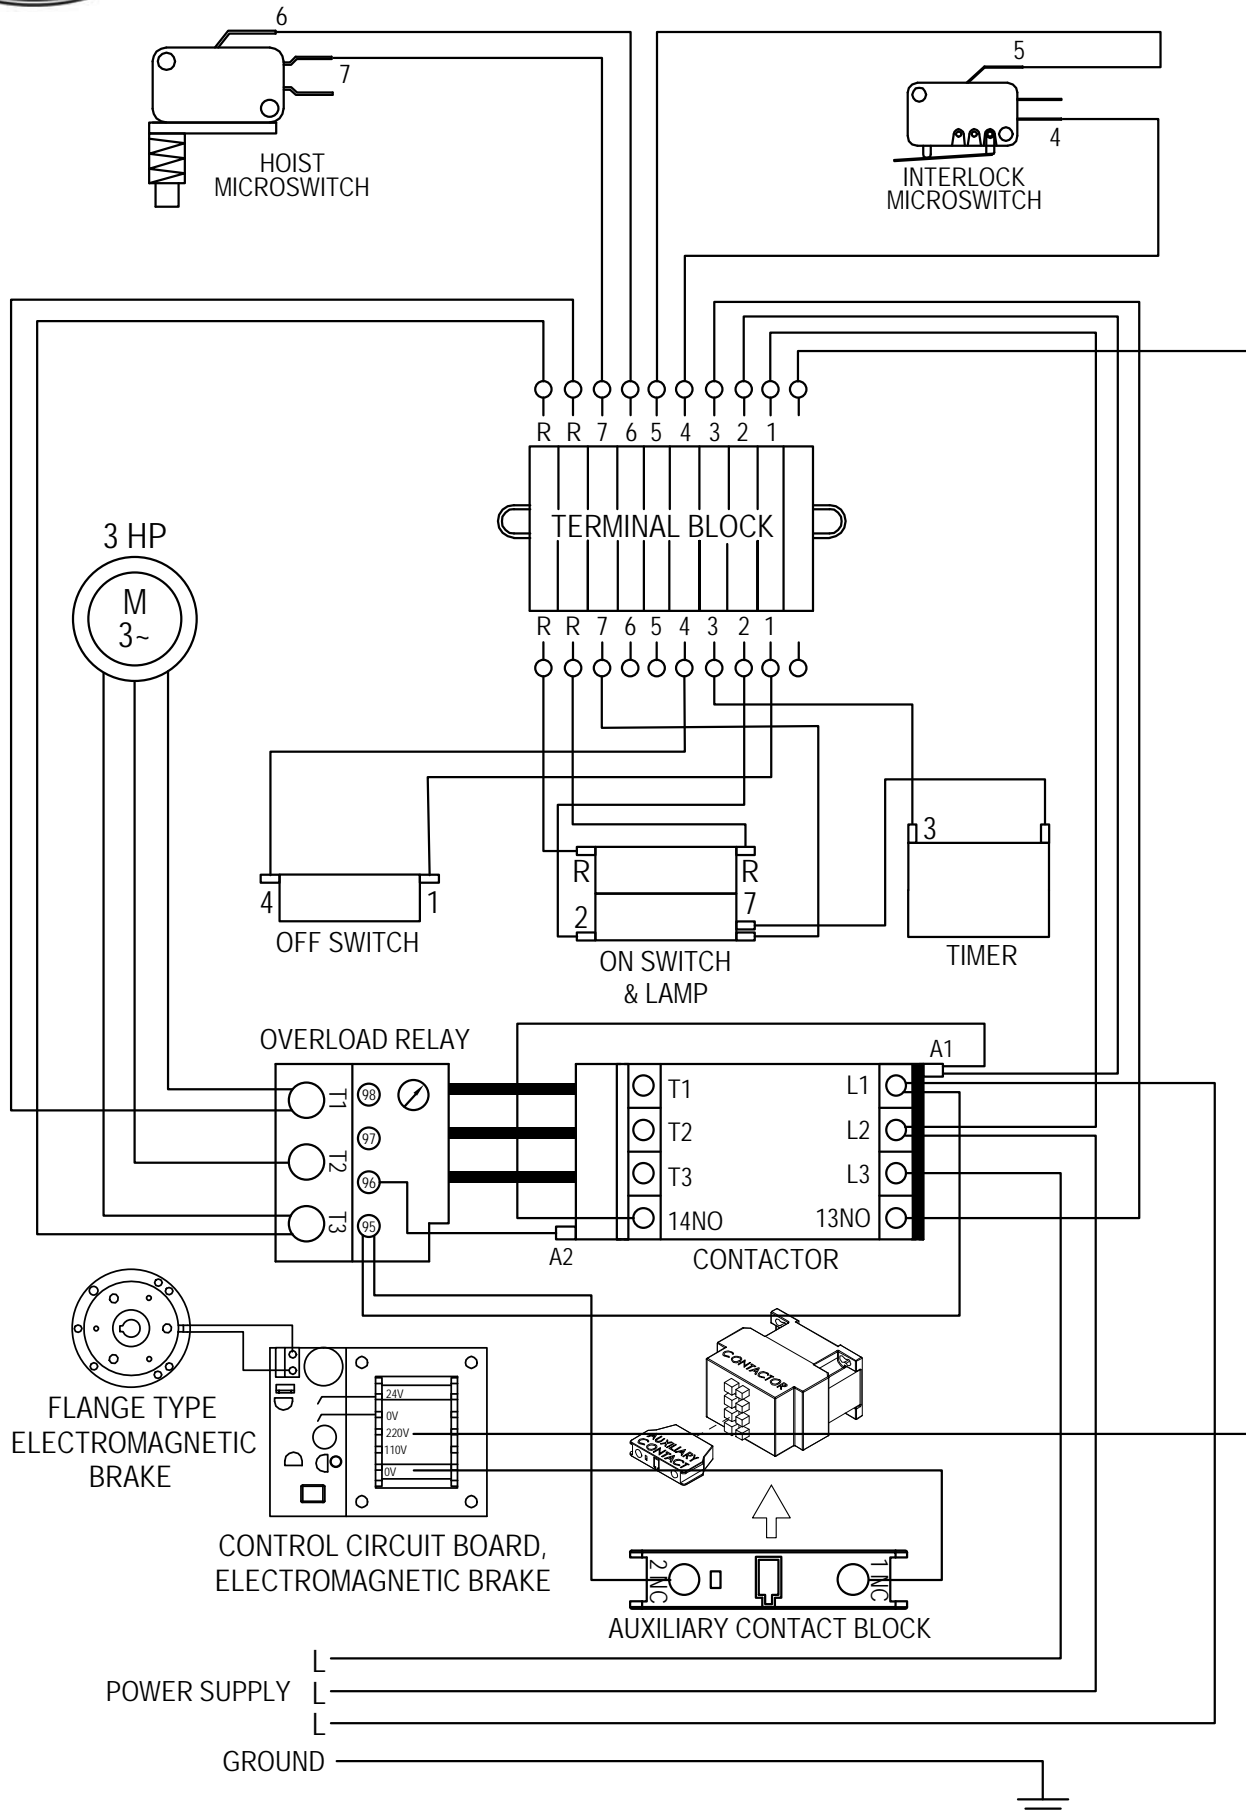 6
5
7
4
HOIST
MICROSWITCH
INTERLOCK
MICROSWITCH
R R 7 6 5 4 3 2 1
TERMINAL BLOCK
R R 7 6 5 4 3 2 1
3 HP
M
3~
3
R R
4 1
2 7
OFF SWITCH
ON SWITCH
& LAMP
TIMER
OVERLOAD RELAY
A1
T1 98 T1 L1
97 T2 L2
T2 96 T3 L3
T3 95 14NO 13NO
A2
CONTACTOR
CONTACTOR
24V
0V
220V
110V
0V
AUXILIARY
CONTACT
FLANGE TYPE
ELECTROMAGNETIC
BRAKE
CONTROL CIRCUIT BOARD,
ELECTROMAGNETIC BRAKE
2 NC 1 NC
AUXILIARY CONTACT BLOCK
L
POWER SUPPLY L
L
GROUND